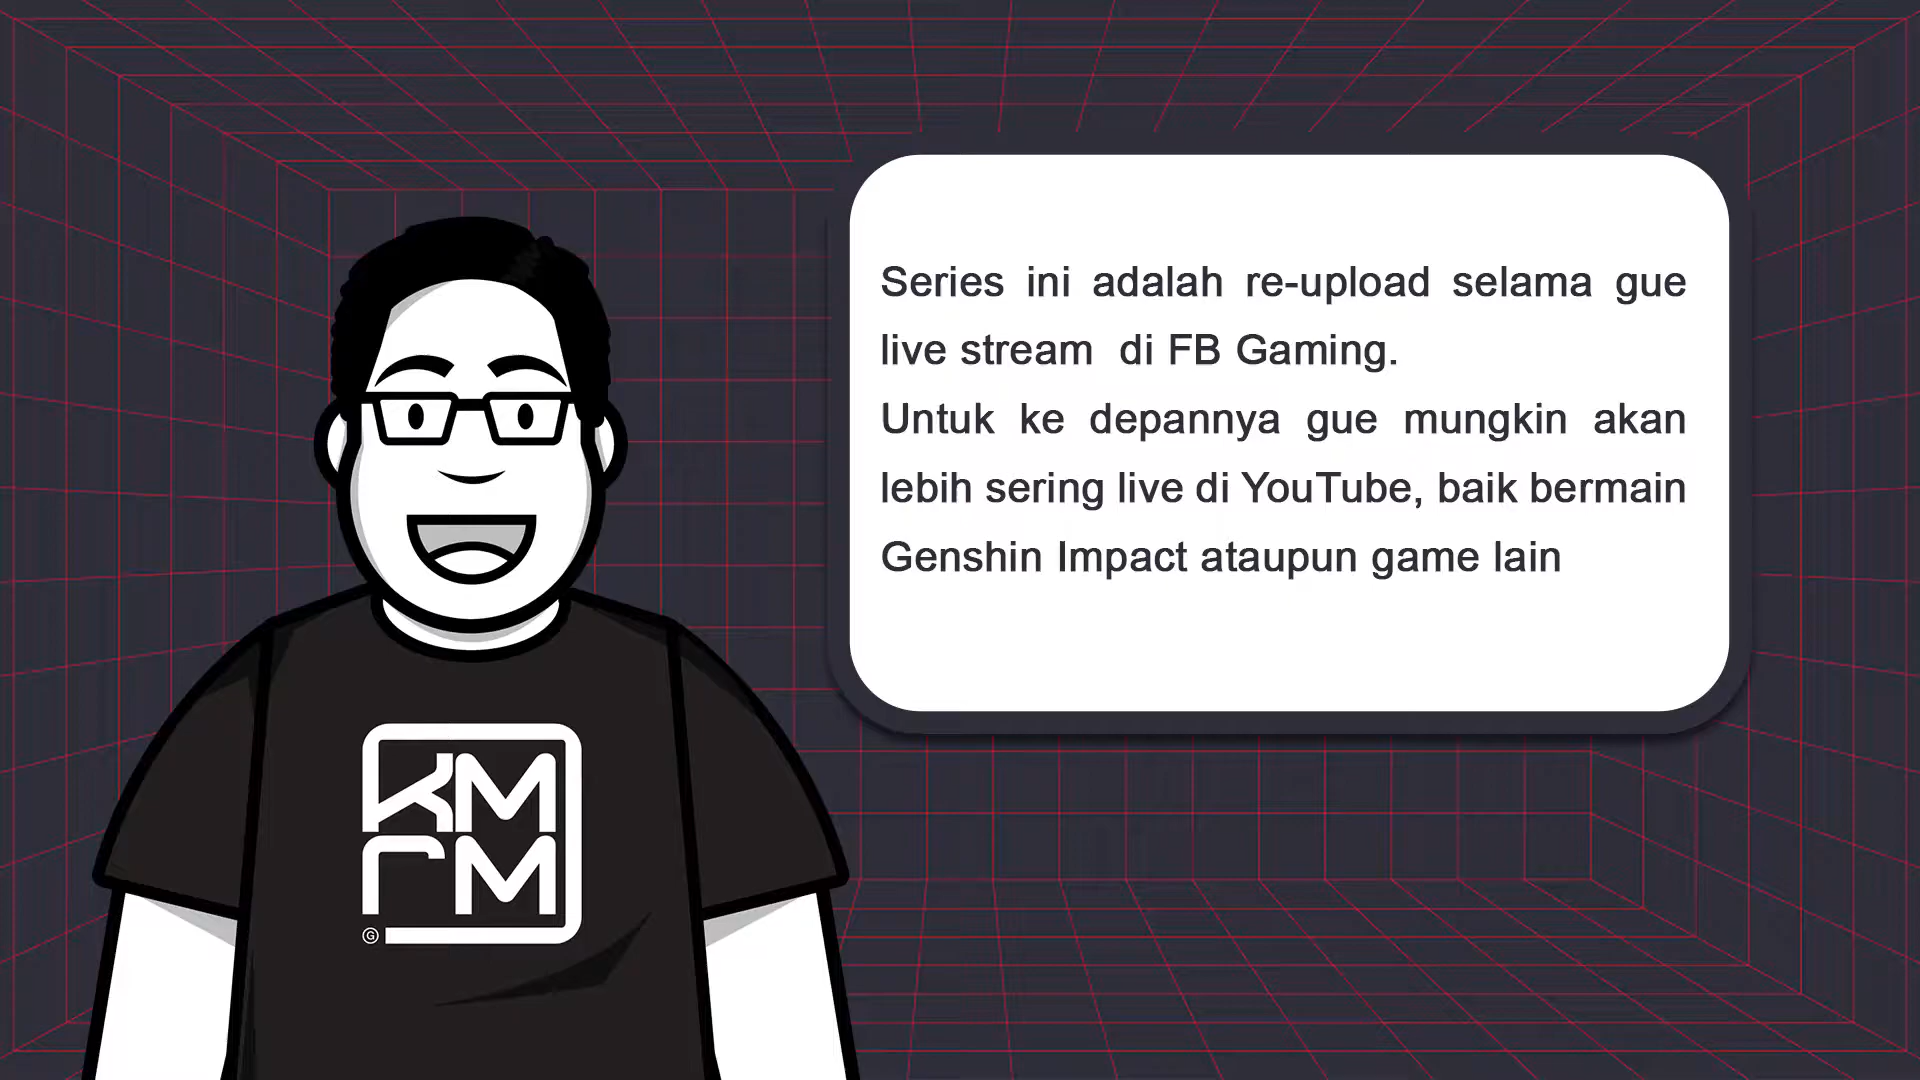 Series ini adalah re-upload selama gue
live stream di FB Gaming.
Untuk ke depannya gue mungkin akan
lebih sering live di YouTube, baik bermain
Genshin Impact ataupun game lain
KM
rM
G